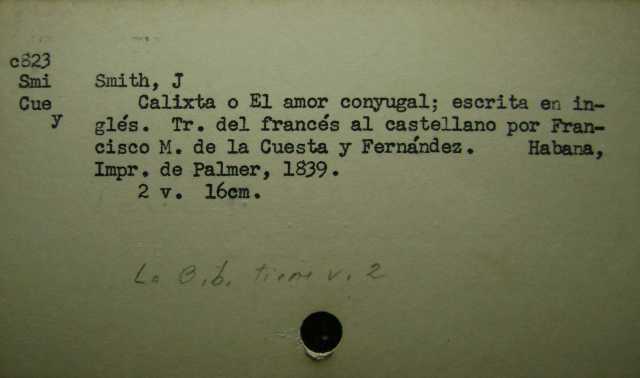 c823
Smi Smith, J
Cue Calixta o El amor conyugal; escrita en in-
y glés. Tr. del francés al castellano por Fran-
cisco M. de la Cuesta y Fernández. Habana,
Impr. de Palmer, 1839.
2 v. 16cm.
La Bib. tiene v. 2